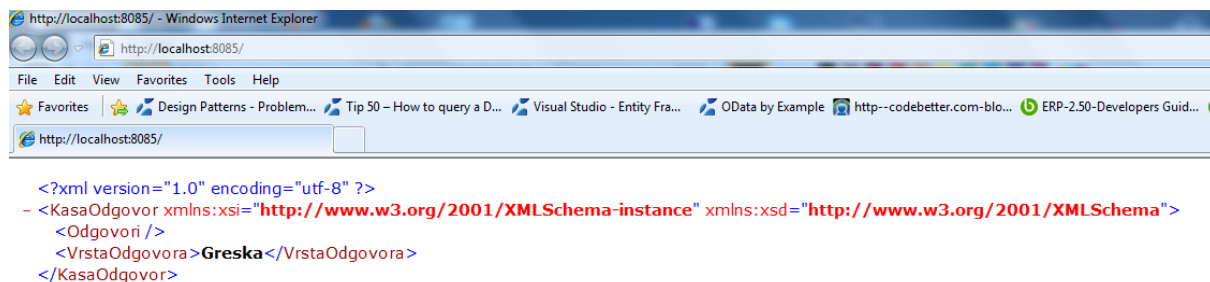 http://localhost:8085/ - Windows Internet Explorer
http://localhost:8085/
File Edit View Favorites Tools Help
Favorites Design Patterns - Problem... Tip 50 – How to query a D... Visual Studio - Entity Fra... OData by Example http--codebetter.com-blo... ERP-2.50-Developers Guid...
http://localhost:8085/
<?xml version="1.0" encoding="utf-8" ?>
- <KasaOdgovor xmlns:xsi="http://www.w3.org/2001/XMLSchema-instance" xmlns:xsd="http://www.w3.org/2001/XMLSchema">
<Odgovori />
<VrstaOdgovora>Greska</VrstaOdgovora>
</KasaOdgovor>